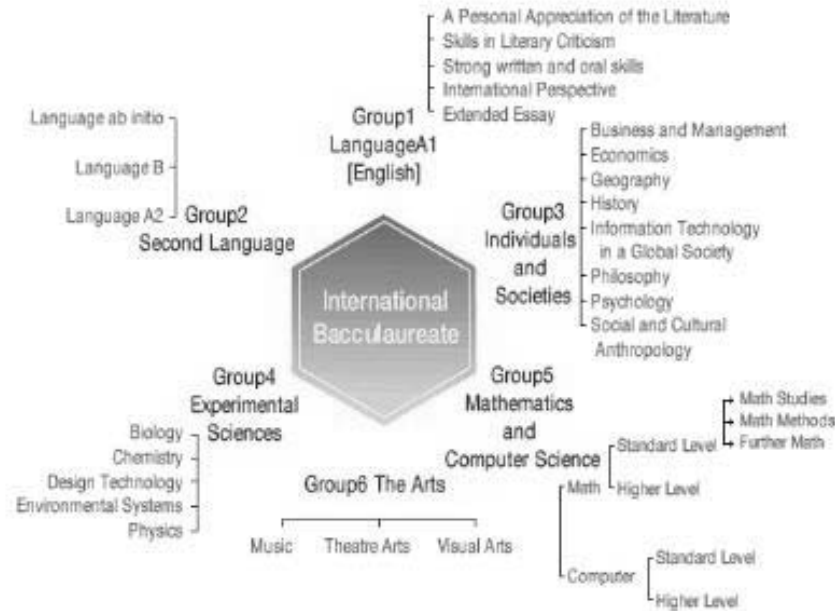 A Personal Appreciation of the Literature
Skills in Literary Criticism
Strong written and oral skills
International Perspective
Extended Essay
Group1
LanguageA1
[English]
Language ab initio
Language B
Language A2
Group2
Second Language
Business and Management
Economics
Geography
History
Information Technology
in a Global Society
Philosophy
Psychology
Social and Cultural
Anthropology
Group3
Individuals
and
Societies
International
Bacculaureate
Group4
Experimental
Sciences
Biology
Chemistry
Design Technology
Environmental Systems
Physics
Group5
Mathematics
and
Computer Science
Math
Standard Level
Math Studies
Math Methods
Further Math
Higher Level
Computer
Standard Level
Higher Level
Group6 The Arts
Music
Theatre Arts
Visual Arts